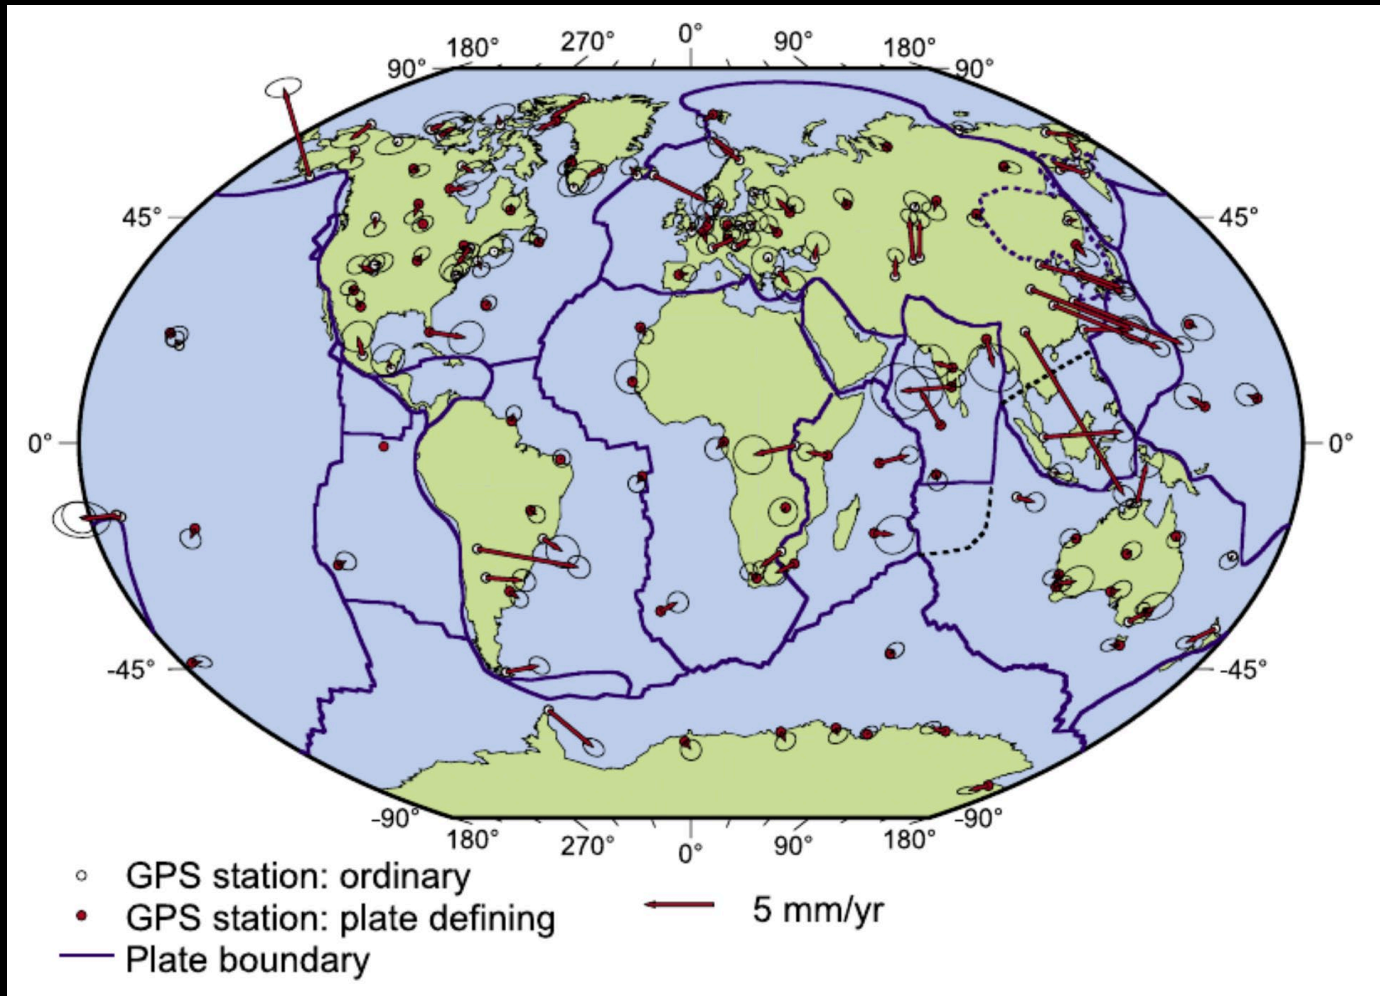 180° 270° 0° 90° 180°
90° 90°
45° 45°
0° 0°
-45° -45°
-90° -90°
180° 270° 0° 90° 180°
GPS station: ordinary
GPS station: plate defining
5 mm/yr
Plate boundary